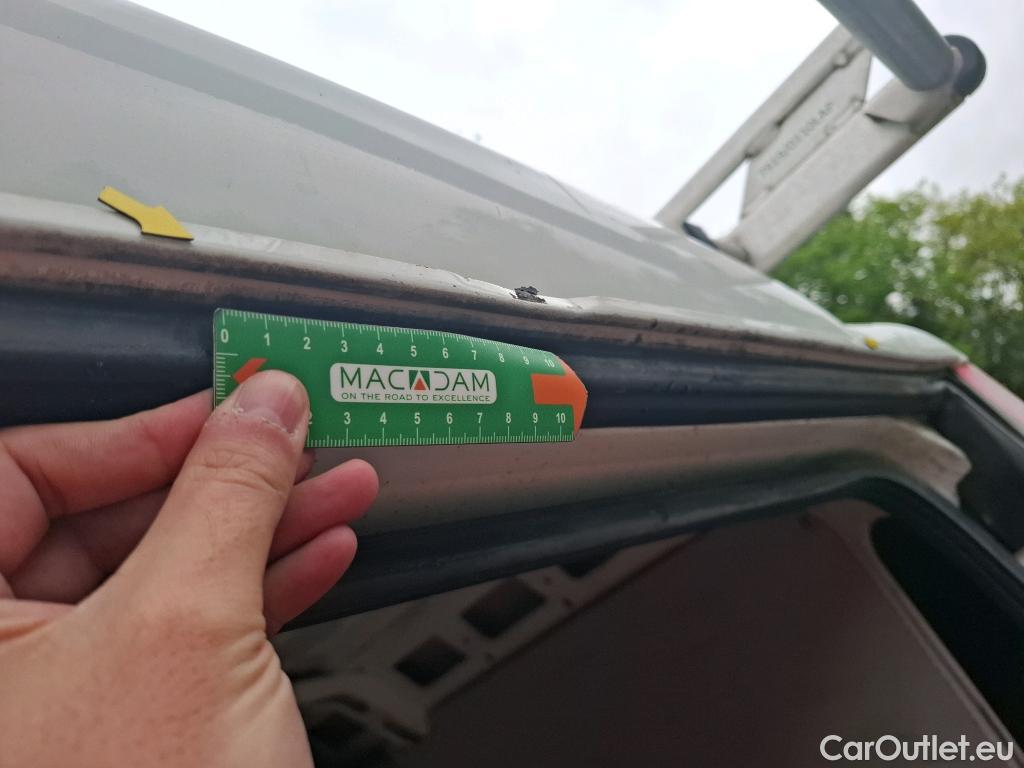 0 1 2 3 4 5 6 7 8 9 10
MACADAM
ON THE ROAD TO EXCELLENCE
2 3 4 5 6 7 8 9 10
CarOutlet.eu